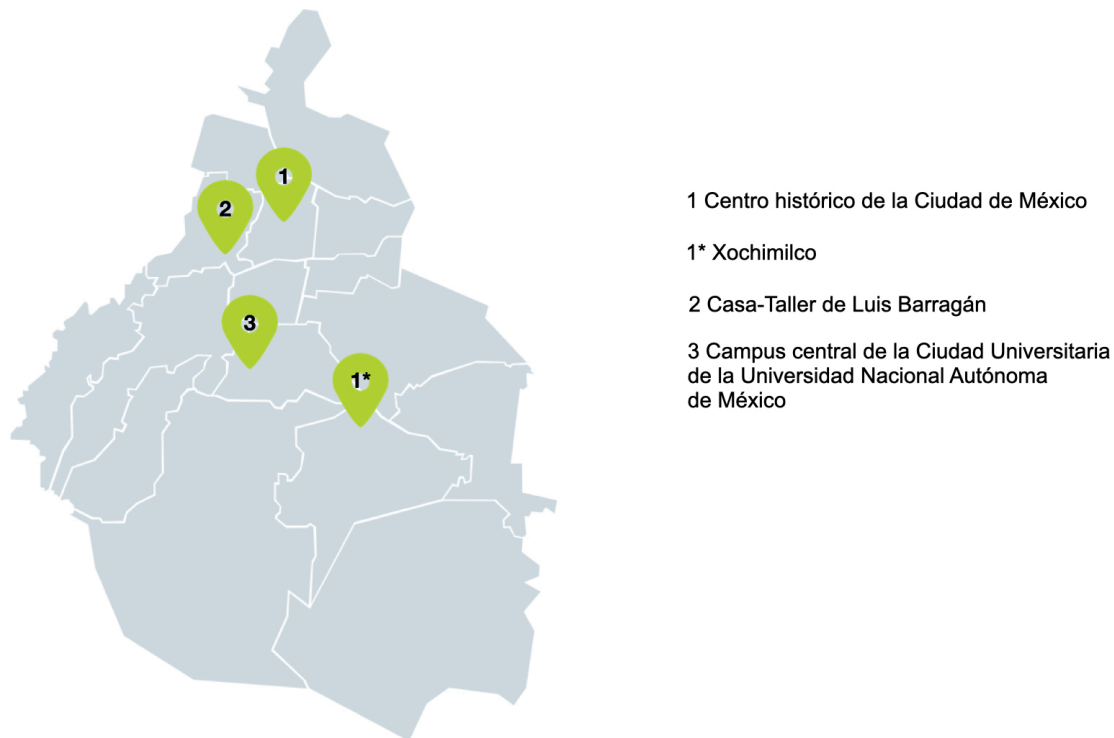 1
2
3
1*
1 Centro histórico de la Ciudad de México
1* Xochimilco
2 Casa-Taller de Luis Barragán
3 Campus central de la Ciudad Universitaria
de la Universidad Nacional Autónoma
de México